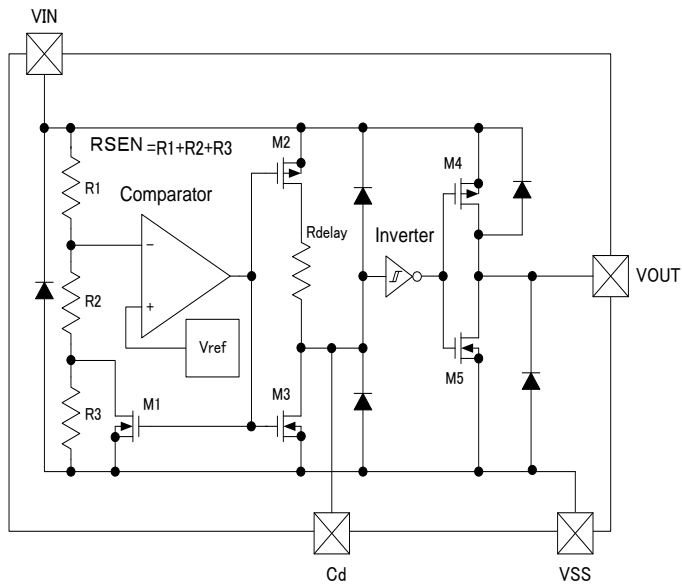 VIN
RSEN =R1+R2+R3
M2
M4
R1
Comparator
Rdelay
Inverter
−
VOUT
R2
+
Vref
M5
R3
M1
M3
Cd
VSS